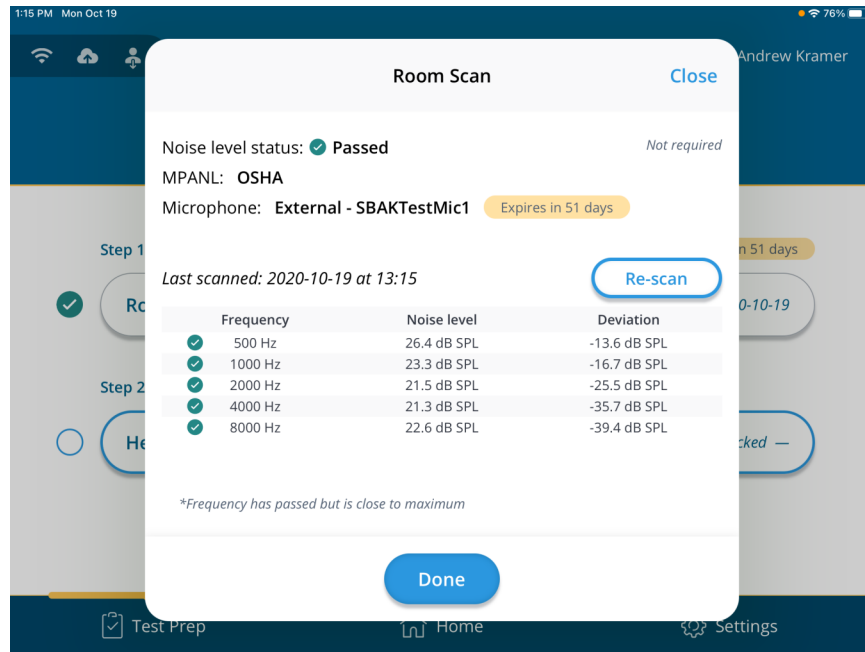 1:15 PM Mon Oct 19
76%
Andrew Kramer
Room Scan
Close
Noise level status: Passed
Not required
MPANL: OSHA
Microphone: External - SBAKTestMic1 Expires in 51 days
Step 1
n 51 days
Last scanned: 2020-10-19 at 13:15
Re-scan
Ro
0-10-19
Frequency Noise level Deviation
500 Hz 26.4 dB SPL -13.6 dB SPL
1000 Hz 23.3 dB SPL -16.7 dB SPL
2000 Hz 21.5 dB SPL -25.5 dB SPL
4000 Hz 21.3 dB SPL -35.7 dB SPL
8000 Hz 22.6 dB SPL -39.4 dB SPL
Step 2
He
cked —
*Frequency has passed but is close to maximum
Done
Test Prep
Home
Settings